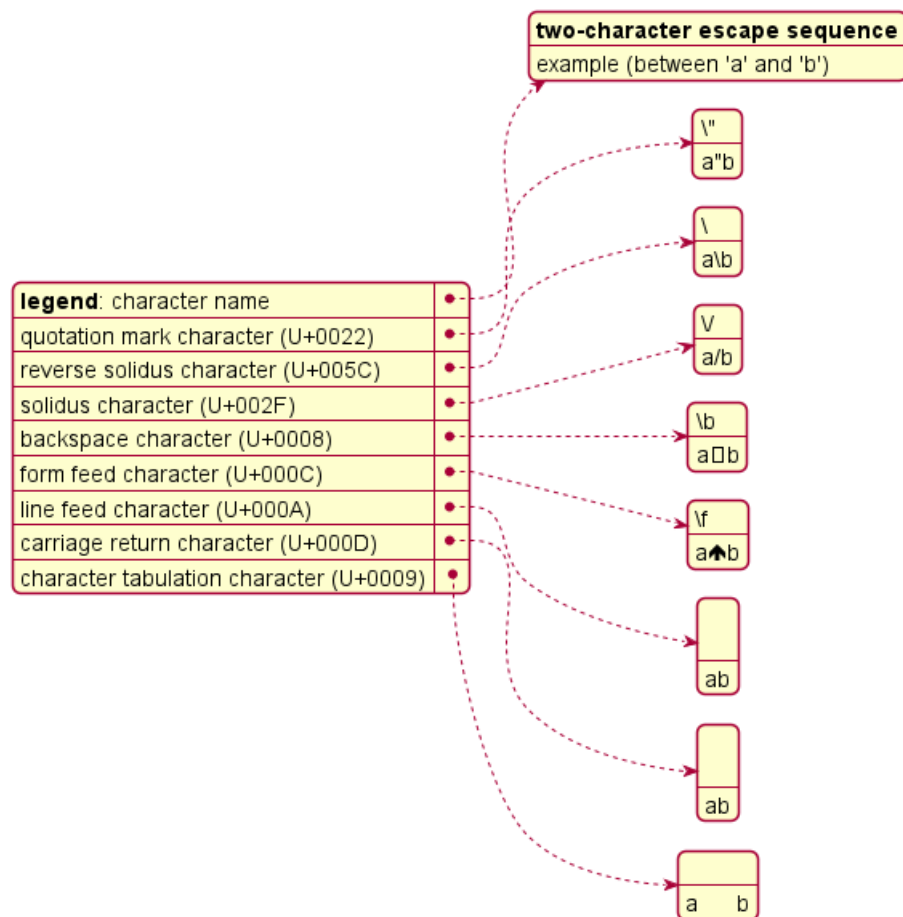 two-character escape sequence
example (between 'a' and 'b')
\"
a"b
\
a\b
legend: character name
quotation mark character (U+0022)
reverse solidus character (U+005C)
solidus character (U+002F)
backspace character (U+0008)
form feed character (U+000C)
line feed character (U+000A)
carriage return character (U+000D)
character tabulation character (U+0009)
\/
a/b
\b
a□b
\f
a🡅b
ab
ab
a	b